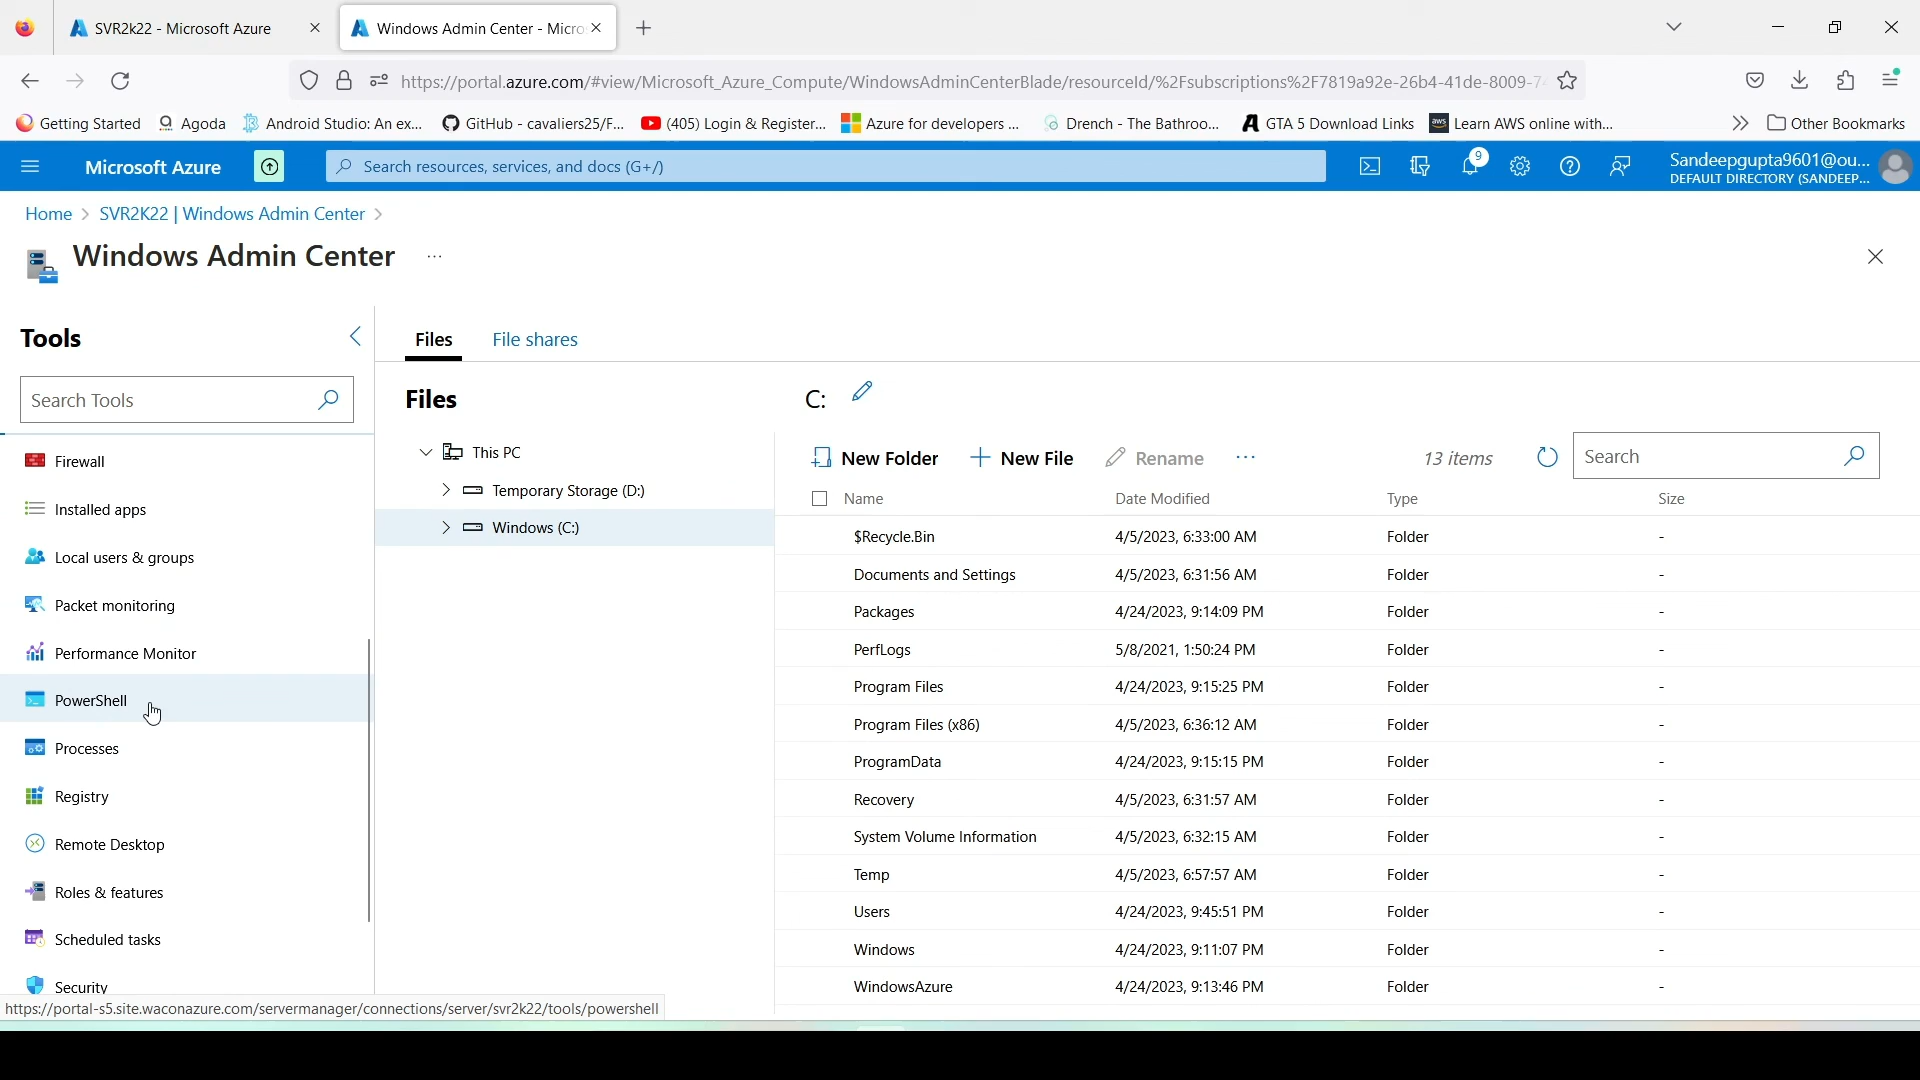 SVR2k22 - Microsoft Azure
Windows Admin Center - Micro
https://portal.azure.com/#view/Microsoft_Azure_Compute/WindowsAdminCenterBlade/resourceId/%2Fsubscriptions%2F7819a92e-26b4-41de-8009-7
Getting Started
Agoda
Android Studio: An ex...
GitHub - cavaliers25/F...
(405) Login & Register...
Azure for developers ...
Drench - The Bathroo...
GTA 5 Download Links
aws
Learn AWS online with...
Other Bookmarks
Microsoft Azure
Search resources, services, and docs (G+/)
9
Sandeepgupta9601@ou...
DEFAULT DIRECTORY (SANDEEP...
Home > SVR2K22 | Windows Admin Center >
Windows Admin Center ...
Tools
Search Tools
Firewall
Installed apps
Local users & groups
Packet monitoring
Performance Monitor
PowerShell
Processes
Registry
Remote Desktop
Roles & features
Scheduled tasks
Security
https://portal-s5.site.waconazure.com/servermanager/connections/server/svr2k22/tools/powershell
Files
File shares
Files
This PC
Temporary Storage (D:)
Windows (C:)
C:
New Folder
New File
Rename
...
13 items
Search
Name Date Modified Type Size
$Recycle.Bin 4/5/2023, 6:33:00 AM Folder -
Documents and Settings 4/5/2023, 6:31:56 AM Folder -
Packages 4/24/2023, 9:14:09 PM Folder -
PerfLogs 5/8/2021, 1:50:24 PM Folder -
Program Files 4/24/2023, 9:15:25 PM Folder -
Program Files (x86) 4/5/2023, 6:36:12 AM Folder -
ProgramData 4/24/2023, 9:15:15 PM Folder -
Recovery 4/5/2023, 6:31:57 AM Folder -
System Volume Information 4/5/2023, 6:32:15 AM Folder -
Temp 4/5/2023, 6:57:57 AM Folder -
Users 4/24/2023, 9:45:51 PM Folder -
Windows 4/24/2023, 9:11:07 PM Folder -
WindowsAzure 4/24/2023, 9:13:46 PM Folder -